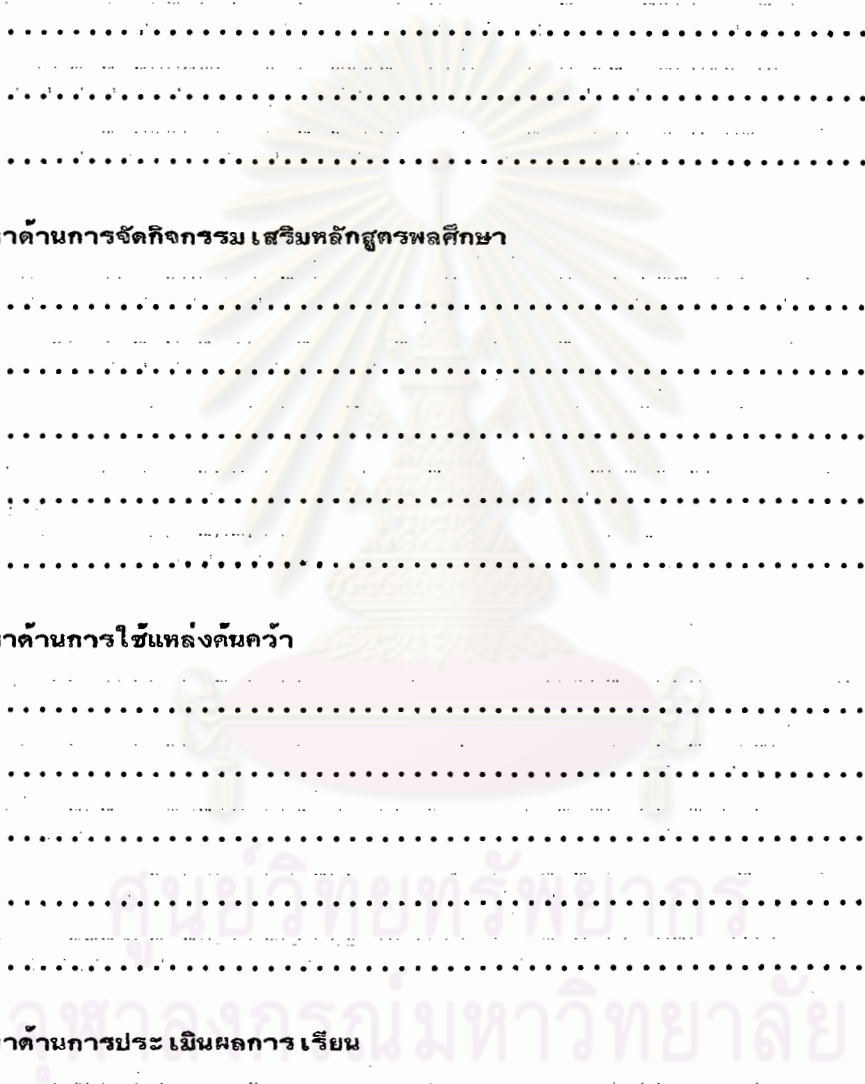 าด้านการจัดกิจกรรมเสริมหลักสูตรพลศึกษา
าด้านการใช้แหล่งค้นคว้า
ศูนย์วิทยทรัพยากร
จุฬาลงกรณ์มหาวิทยาลัย
าด้านการประเมินผลการเรียน